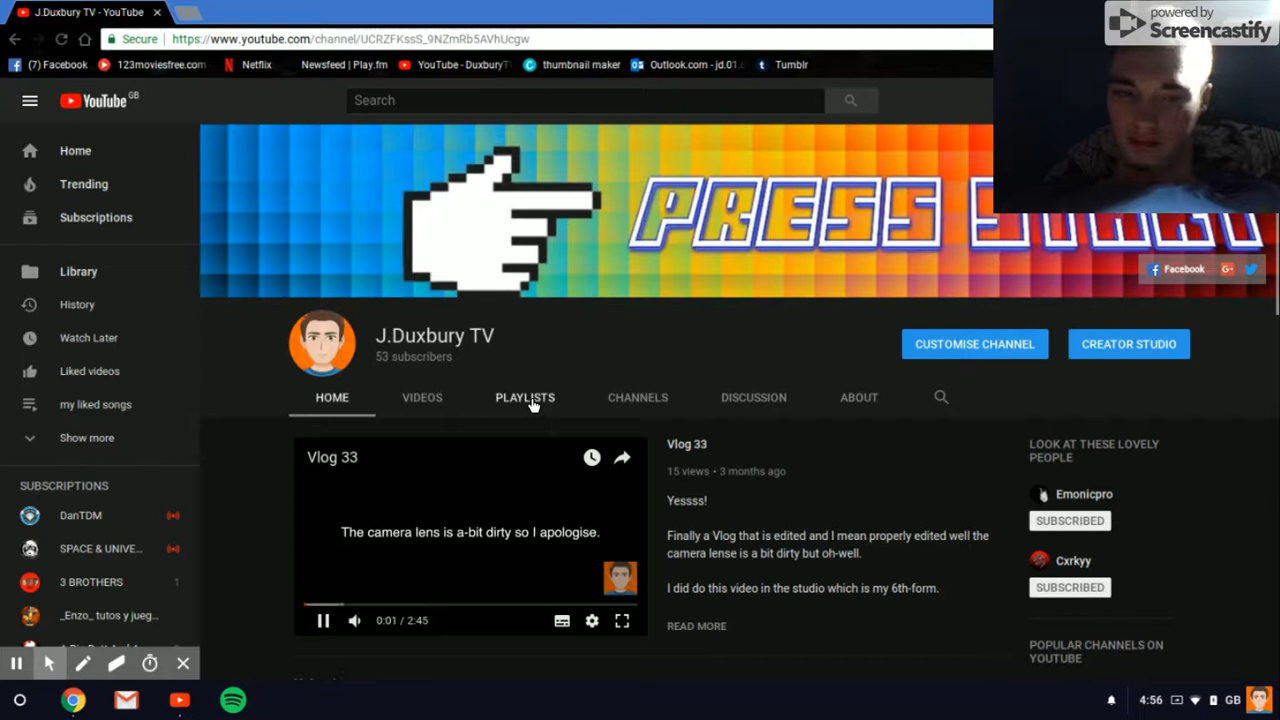 J.Duxbury TV - YouTube
powered by
Screencastify
Secure https://www.youtube.com/channel/UCRZFKssS_9NZmRb5AVhUcgw
(7) Facebook 123moviesfree.com Netflix Newsfeed | Play.fm YouTube - DuxburyT thumbnail maker Outlook.com - jd.01. Tumblr
YouTube GB
Search
Home
Trending
Subscriptions
Library
History
Watch Later
Liked videos
my liked songs
Show more
SUBSCRIPTIONS
DanTDM
SPACE & UNIVE...
3 BROTHERS 1
_Enzo_ tutos y jueg...
PRESS START
Facebook
J.Duxbury TV
53 subscribers
CUSTOMISE CHANNEL
CREATOR STUDIO
HOME VIDEOS PLAYLISTS CHANNELS DISCUSSION ABOUT
Vlog 33
The camera lens is a-bit dirty so I apologise.
0:01 / 2:45
Vlog 33
15 views • 3 months ago
Yessss!
Finally a Vlog that is edited and I mean properly edited well the
camera lense is a bit dirty but oh-well.
I did do this video in the studio which is my 6th-form.
READ MORE
LOOK AT THESE LOVELY
PEOPLE
Emonicpro
SUBSCRIBED
Cxrkyy
SUBSCRIBED
POPULAR CHANNELS ON
YOUTUBE
4:56 GB